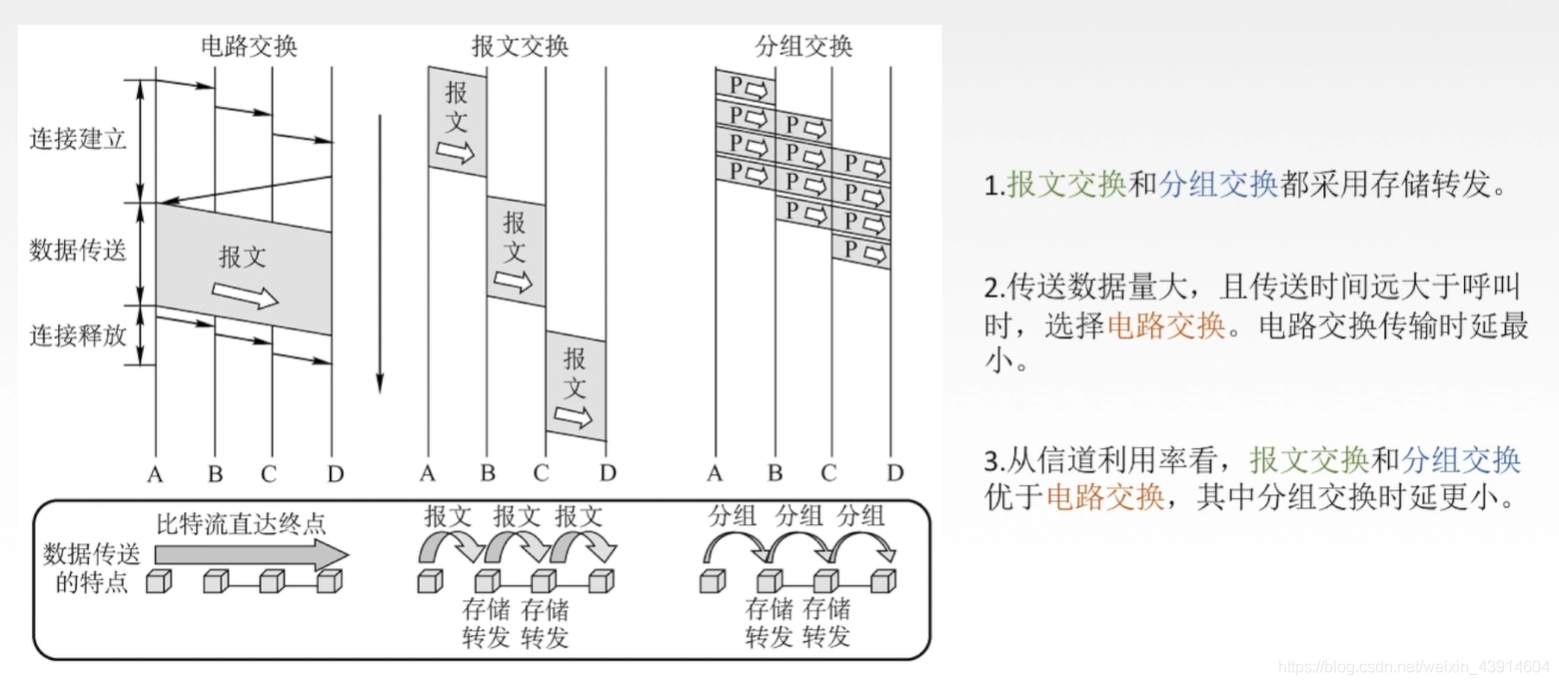 电路交换
报文交换
分组交换
连接建立
数据传送
连接释放
报文
报
文
报
文
报
文
P
P
P
P
P
P
P
P
P
P
P
P
A B C D
A B C D
A B C D
数据传送
的特点
比特流直达终点
报文 报文 报文
存储 存储
转发 转发
分组 分组 分组
存储 存储
转发 转发
1.报文交换和分组交换都采用存储转发。
2.传送数据量大，且传送时间远大于呼叫
时，选择电路交换。电路交换传输时延最
小。
3.从信道利用率看，报文交换和分组交换
优于电路交换，其中分组交换时延更小。
https://blog.csdn.net/weixin_43914604